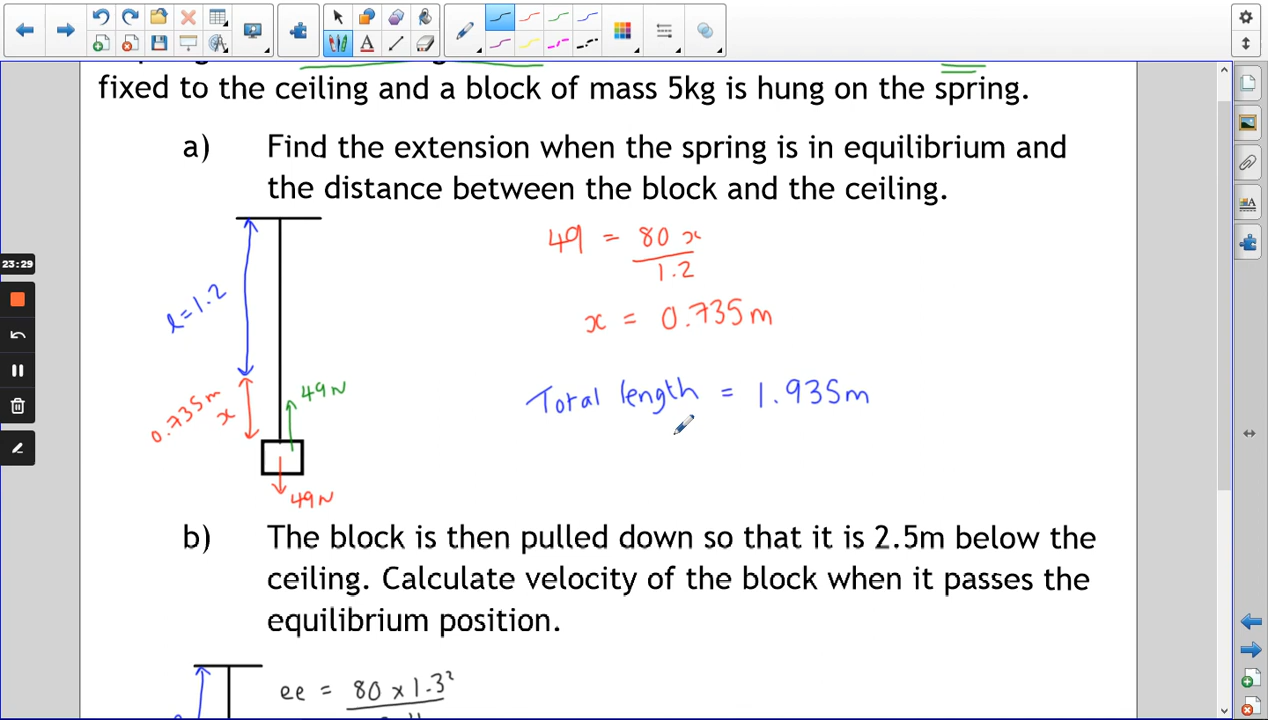 fixed to the ceiling and a block of mass 5kg is hung on the spring.
a) Find the extension when the spring is in equilibrium and
the distance between the block and the ceiling.
49 = 80 x
1.2
x = 0.735m
l=1.2
23:29
49N
0.735m
x
Total length = 1.935m
49N
b) The block is then pulled down so that it is 2.5m below the
ceiling. Calculate velocity of the block when it passes the
equilibrium position.
ee = 80 x 1.3²